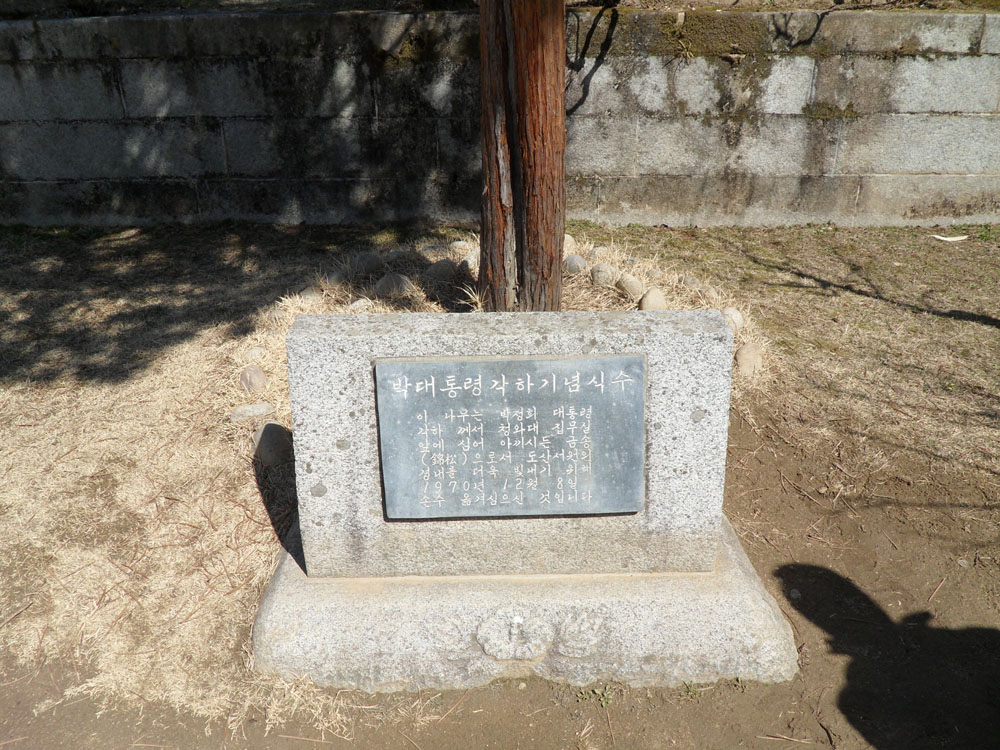 박대통령각하기념식수
이 나무는 박정희 대통령
각하 께서 청와대 집무실
앞에 심어 아끼시든 금송
(錦松)으로서 도산서원의
경내를 더욱 빛내기 위해
1970년 12월 8일
손수 옮겨심으신 것입니다